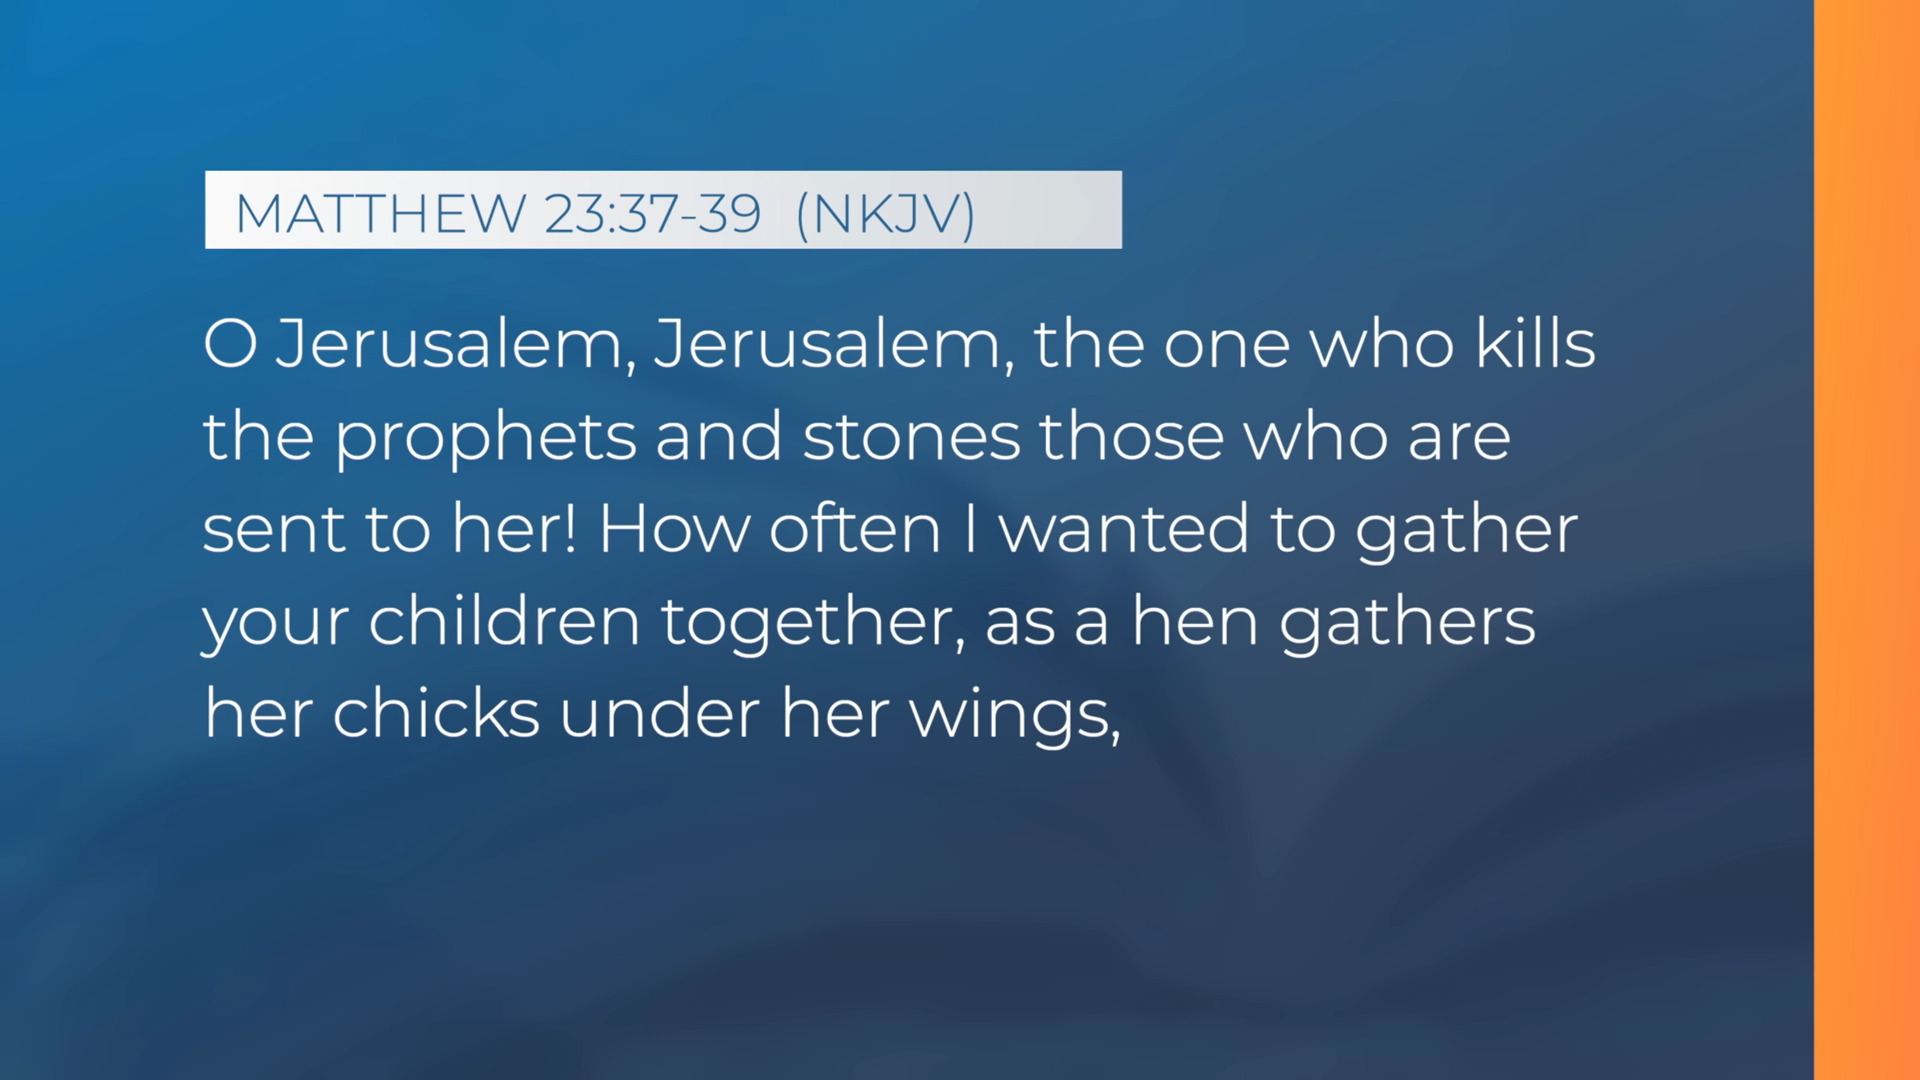 MATTHEW 23:37-39 (NKJV)
O Jerusalem, Jerusalem, the one who kills
the prophets and stones those who are
sent to her! How often I wanted to gather
your children together, as a hen gathers
her chicks under her wings,